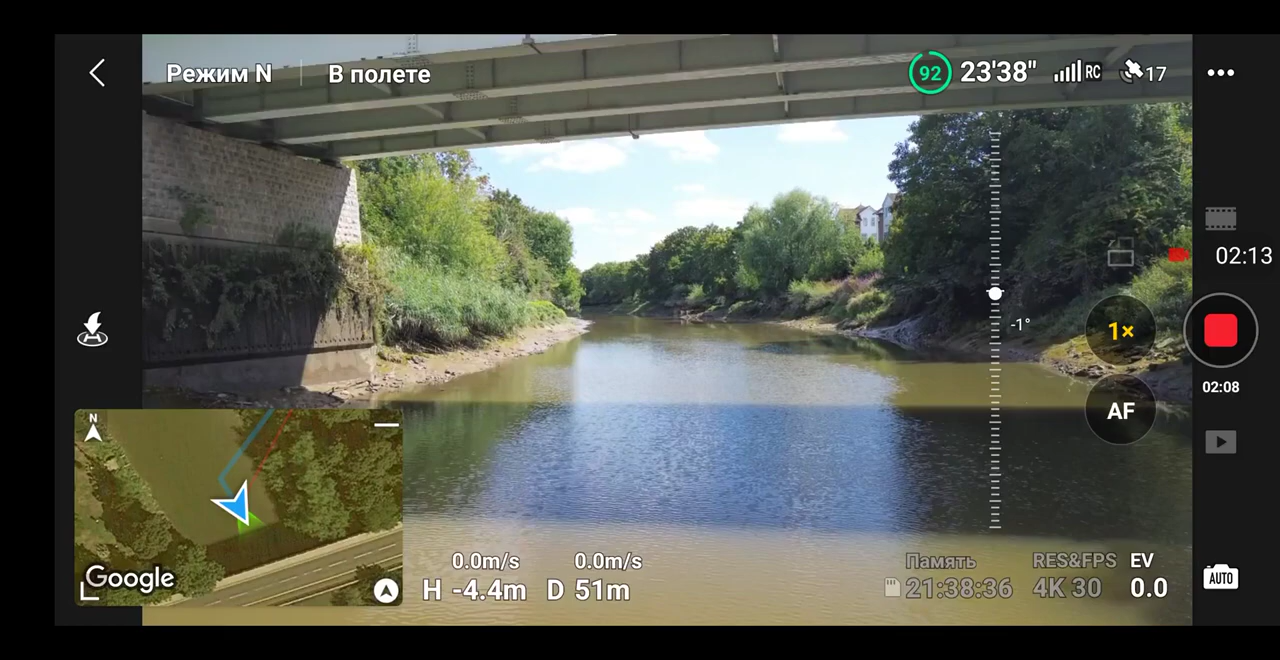 Режим N | В полете
92 23'38" RC 17
02:13
-1°
1×
02:08
AF
N
Google
0.0m/s 0.0m/s
H -4.4m D 51m
Память RES&FPS EV
21:38:36 4K 30 0.0
AUTO